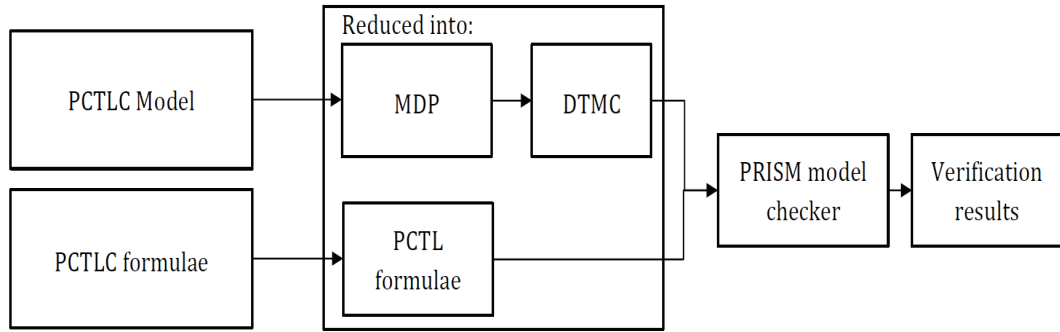 Reduced into:
PCTLC Model
MDP
DTMC
PRISM model
checker
Verification
results
PCTLC formulae
PCTL
formulae